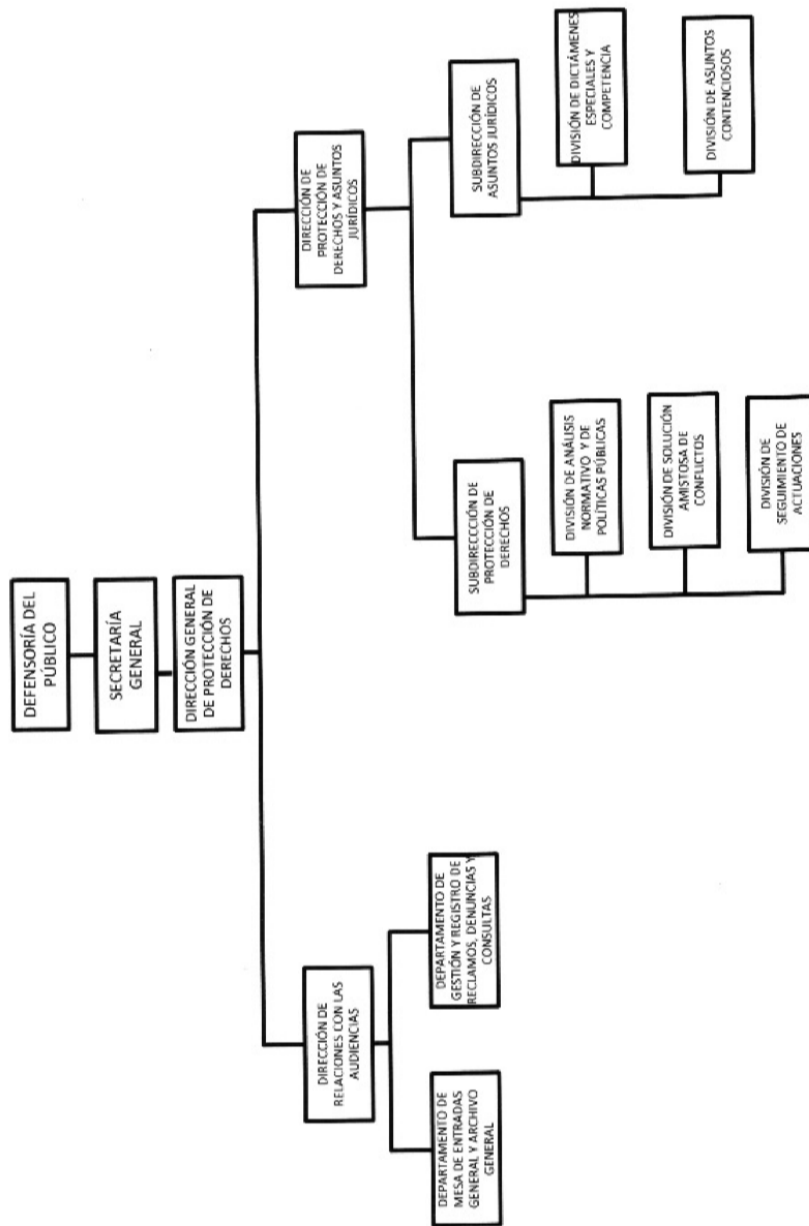 DEFENSORÍA DEL
PÚBLICO
SECRETARÍA
GENERAL
DIRECCIÓN GENERAL
DE PROTECCIÓN DE
DERECHOS
DIRECCIÓN DE
RELACIONES CON LAS
AUDIENCIAS
DIRECCIÓN DE
PROTECCIÓN DE
DERECHOS Y ASUNTOS
JURÍDICOS
DEPARTAMENTO DE
MESA DE ENTRADAS
GENERAL Y ARCHIVO
GENERAL
DEPARTAMENTO DE
GESTIÓN Y REGISTRO DE
RECLAMOS, DENUNCIAS Y
CONSULTAS
SUBDIRECCCIÓN DE
PROTECCIÓN DE
DERECHOS
SUBDIRECCIÓN DE
ASUNTOS JURÍDICOS
DIVISIÓN DE ANÁLISIS
NORMATIVO Y DE
POLÍTICAS PÚBLICAS
DIVISIÓN DE SOLUCIÓN
AMISTOSA DE
CONFLICTOS
DIVISIÓN DE
SEGUIMIENTO DE
ACTUACIONES
DIVISIÓN DE DICTÁMENES
ESPECIALES Y
COMPETENCIA
DIVISIÓN DE ASUNTOS
CONTENCIOSOS